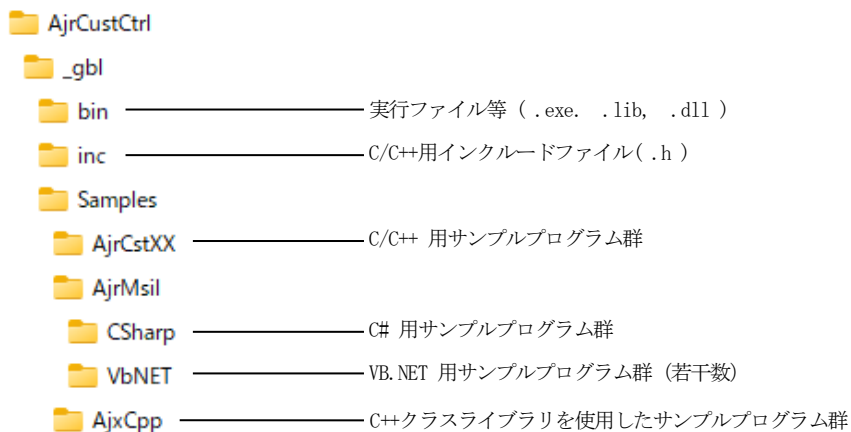 AjrCustCtrl
_gbl
bin 実行ファイル等 ( .exe. .lib, .dll )
inc C/C++用インクルードファイル( .h )
Samples
AjrCstXX C/C++ 用サンプルプログラム群
AjrMsil
CSharp C# 用サンプルプログラム群
VbNET VB.NET 用サンプルプログラム群 (若干数)
AjxCpp C++クラスライブラリを使用したサンプルプログラム群